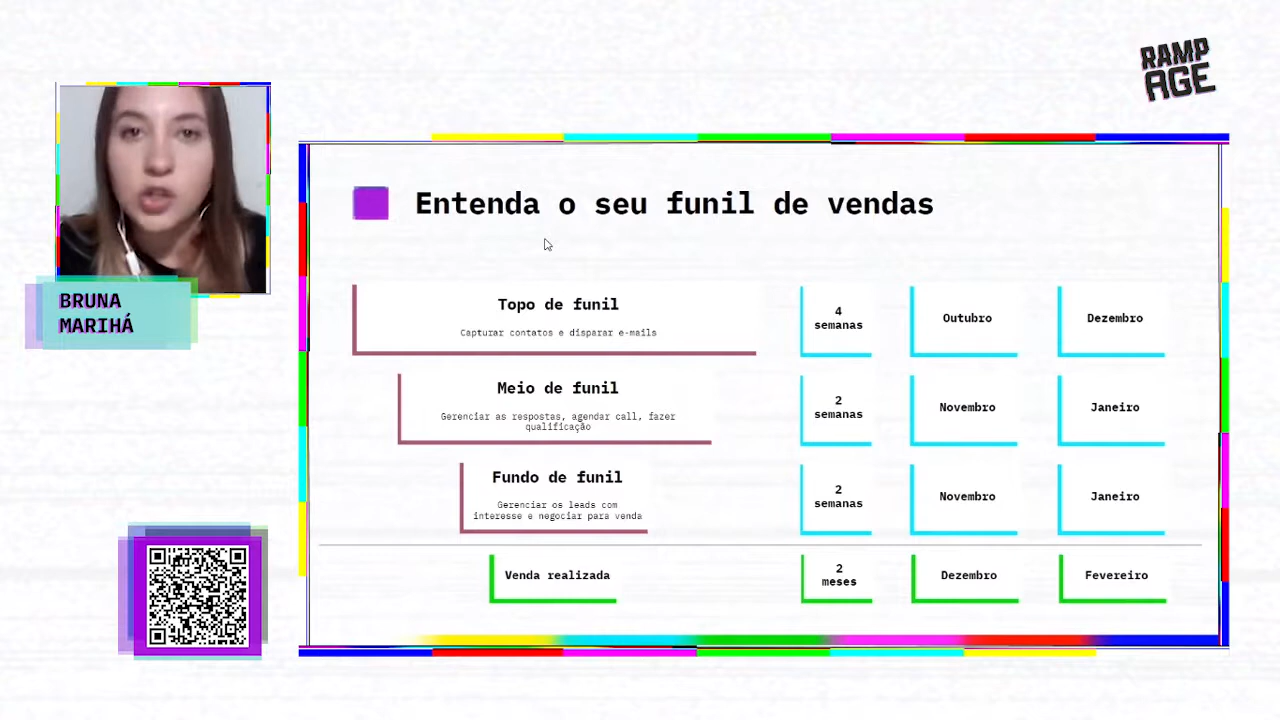 RAMP
AGE
BRUNA
MARIHÁ
Entenda o seu funil de vendas
Topo de funil
Capturar contatos e disparar e-mails
4
semanas
Outubro
Dezembro
Meio de funil
Gerenciar as respostas, agendar call, fazer
qualificação
2
semanas
Novembro
Janeiro
Fundo de funil
Gerenciar os leads com
interesse e negociar para venda
2
semanas
Novembro
Janeiro
Venda realizada
2
meses
Dezembro
Fevereiro